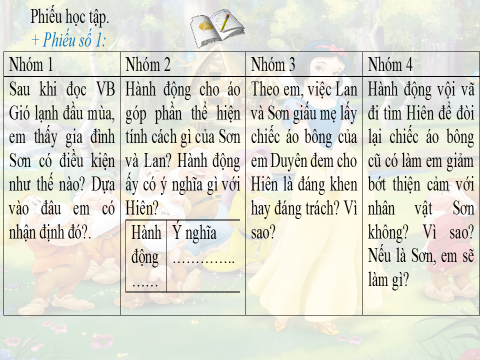 Phiếu học tập.
+ Phiếu số 1:
Nhóm 1
Sau khi đọc VB
Gió lạnh đầu mùa,
em thấy gia đình
Sơn có điều kiện
như thế nào? Dựa
vào đâu em có
nhận định đó?.
Nhóm 2
Hành động cho áo
góp phần thể hiện
tính cách gì của Sơn
và Lan? Hành động
ấy có ý nghĩa gì với
Hiên?
Hành
động
……
Ý nghĩa
…………..
Nhóm 3
Theo em, việc Lan
và Sơn giấu mẹ lấy
chiếc áo bông của
em Duyên đem cho
Hiên là đáng khen
hay đáng trách? Vì
sao?
Nhóm 4
Hành động vội vã
đi tìm Hiên để đòi
lại chiếc áo bông
cũ có làm em giảm
bớt thiện cảm với
nhân vật Sơn
không? Vì sao?
Nếu là Sơn, em sẽ
làm gì?